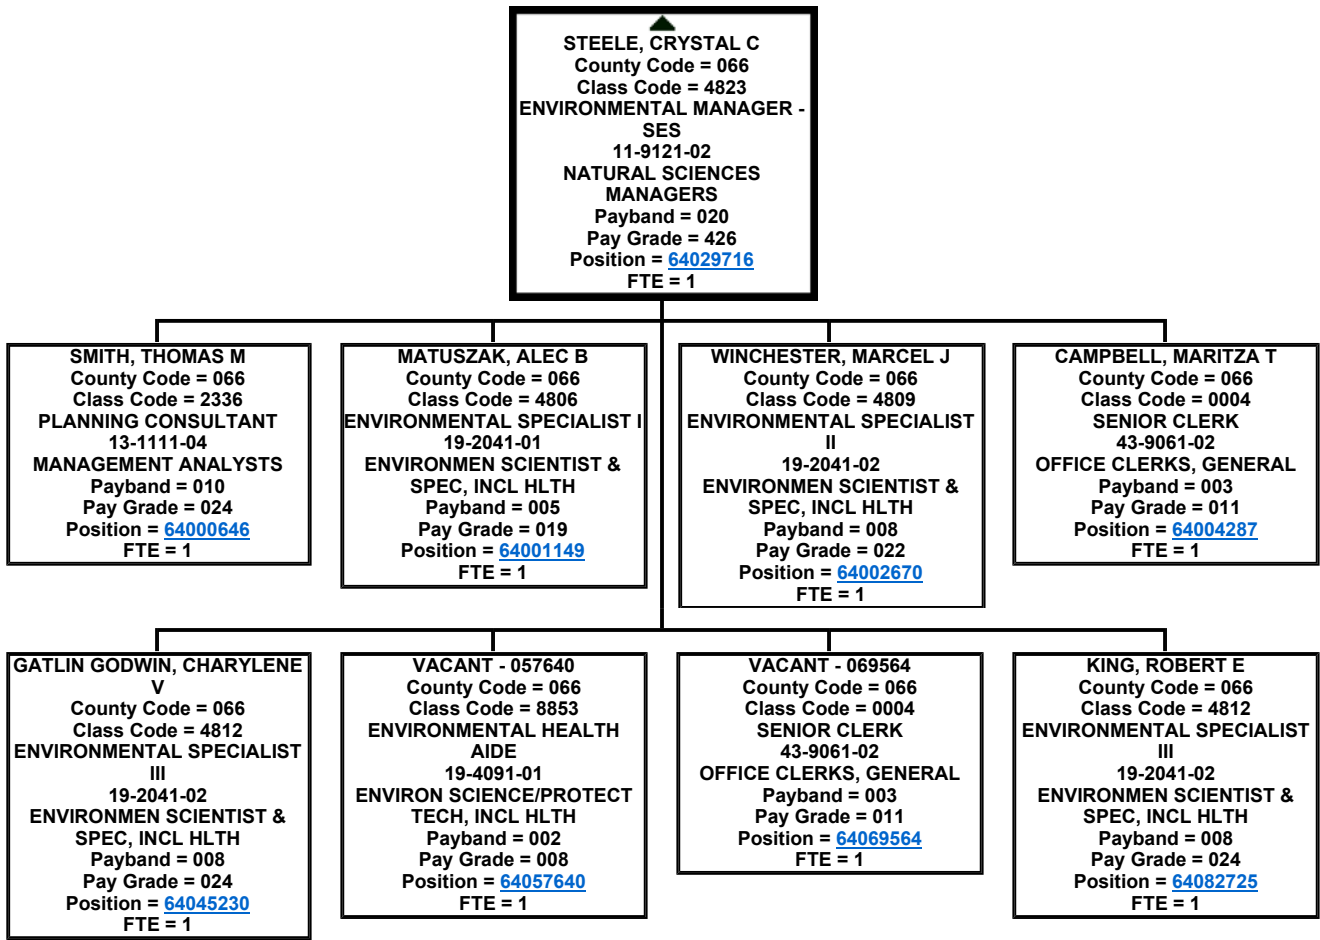 STEELE, CRYSTAL C
County Code = 066
Class Code = 4823
ENVIRONMENTAL MANAGER -
SES
11-9121-02
NATURAL SCIENCES
MANAGERS
Payband = 020
Pay Grade = 426
Position = 64029716
FTE = 1
SMITH, THOMAS M
County Code = 066
Class Code = 2336
PLANNING CONSULTANT
13-1111-04
MANAGEMENT ANALYSTS
Payband = 010
Pay Grade = 024
Position = 64000646
FTE = 1
MATUSZAK, ALEC B
County Code = 066
Class Code = 4806
ENVIRONMENTAL SPECIALIST I
19-2041-01
ENVIRONMEN SCIENTIST &
SPEC, INCL HLTH
Payband = 005
Pay Grade = 019
Position = 64001149
FTE = 1
WINCHESTER, MARCEL J
County Code = 066
Class Code = 4809
ENVIRONMENTAL SPECIALIST
II
19-2041-02
ENVIRONMEN SCIENTIST &
SPEC, INCL HLTH
Payband = 008
Pay Grade = 022
Position = 64002670
FTE = 1
CAMPBELL, MARITZA T
County Code = 066
Class Code = 0004
SENIOR CLERK
43-9061-02
OFFICE CLERKS, GENERAL
Payband = 003
Pay Grade = 011
Position = 64004287
FTE = 1
GATLIN GODWIN, CHARYLENE
V
County Code = 066
Class Code = 4812
ENVIRONMENTAL SPECIALIST
III
19-2041-02
ENVIRONMEN SCIENTIST &
SPEC, INCL HLTH
Payband = 008
Pay Grade = 024
Position = 64045230
FTE = 1
VACANT - 057640
County Code = 066
Class Code = 8853
ENVIRONMENTAL HEALTH
AIDE
19-4091-01
ENVIRON SCIENCE/PROTECT
TECH, INCL HLTH
Payband = 002
Pay Grade = 008
Position = 64057640
FTE = 1
VACANT - 069564
County Code = 066
Class Code = 0004
SENIOR CLERK
43-9061-02
OFFICE CLERKS, GENERAL
Payband = 003
Pay Grade = 011
Position = 64069564
FTE = 1
KING, ROBERT E
County Code = 066
Class Code = 4812
ENVIRONMENTAL SPECIALIST
III
19-2041-02
ENVIRONMEN SCIENTIST &
SPEC, INCL HLTH
Payband = 008
Pay Grade = 024
Position = 64082725
FTE = 1